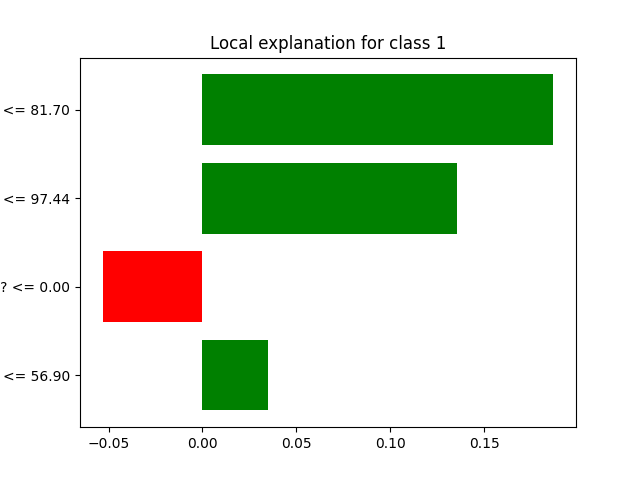 Local explanation for class 1
<= 81.70
<= 97.44
? <= 0.00
<= 56.90
−0.05 0.00 0.05 0.10 0.15